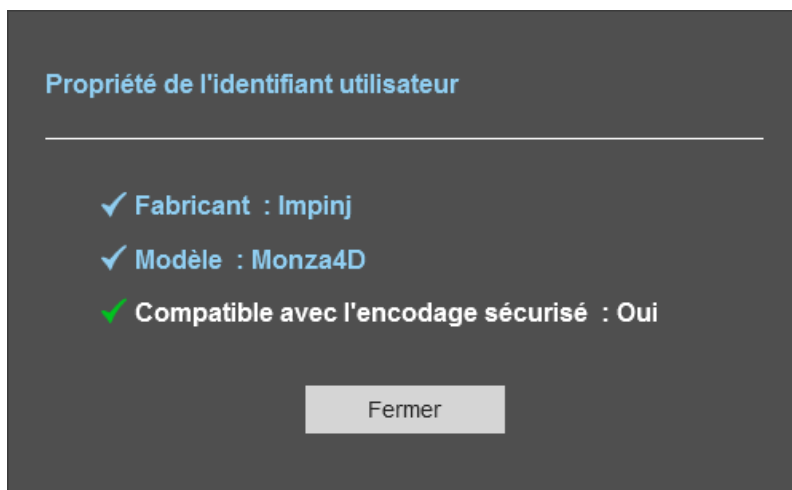 Propriété de l'identifiant utilisateur
Fabricant : Impinj
Modèle : Monza4D
Compatible avec l'encodage sécurisé : Oui
Fermer